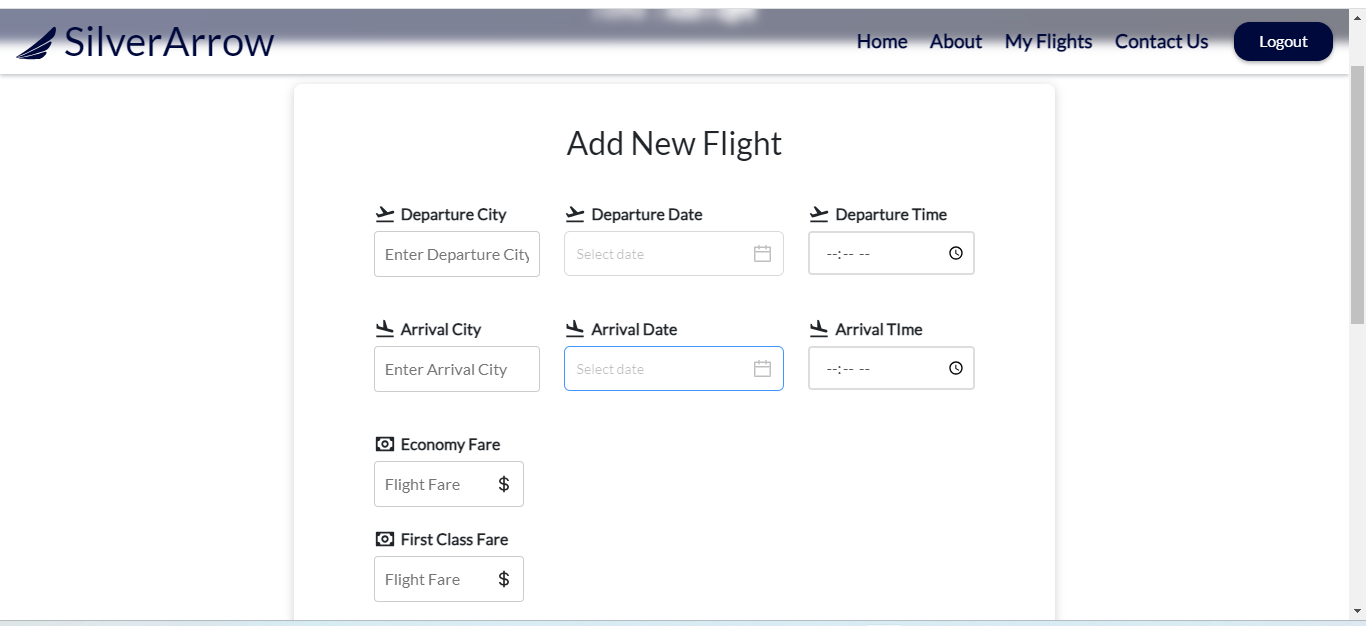 SilverArrow
Home About My Flights Contact Us Logout
Add New Flight
Departure City Departure Date Departure Time
Enter Departure City Select date --:-- --
Arrival City Arrival Date Arrival TIme
Enter Arrival City Select date --:-- --
Economy Fare
Flight Fare $
First Class Fare
Flight Fare $